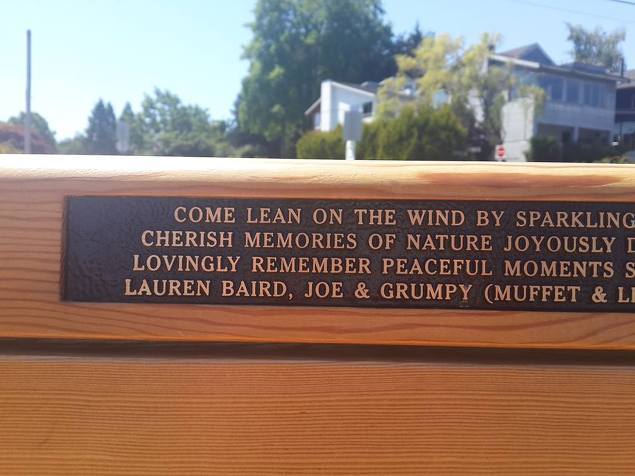 COME LEAN ON THE WIND BY SPARKLING
CHERISH MEMORIES OF NATURE JOYOUSLY
LOVINGLY REMEMBER PEACEFUL MOMENTS
LAUREN BAIRD, JOE & GRUMPY (MUFFET &